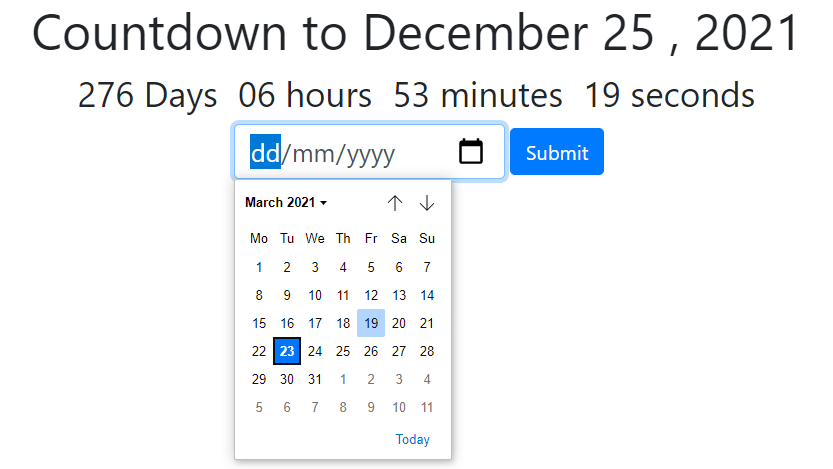 Countdown to December 25 , 2021
276 Days 06 hours 53 minutes 19 seconds
dd/mm/yyyy Submit
March 2021
Mo Tu We Th Fr Sa Su
1 2 3 4 5 6 7
8 9 10 11 12 13 14
15 16 17 18 19 20 21
22 23 24 25 26 27 28
29 30 31 1 2 3 4
5 6 7 8 9 10 11
Today